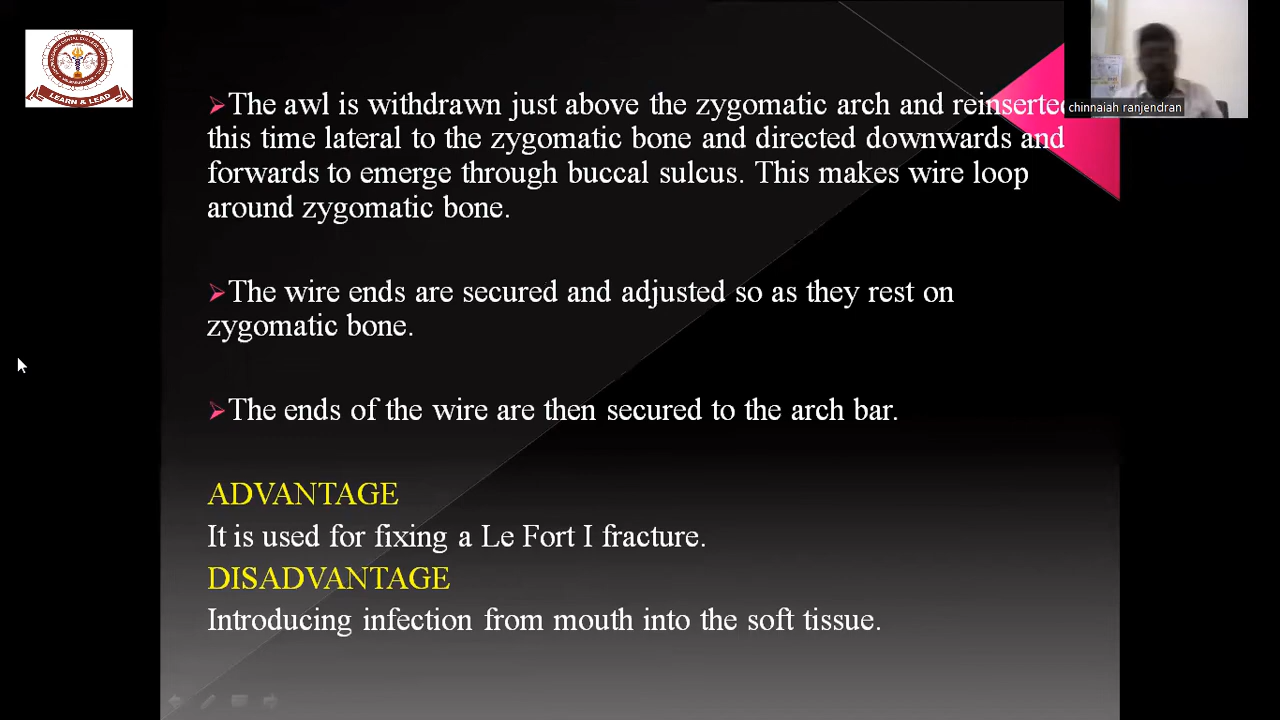 LEARN & LEAD
chinnaiah ranjendran
➢The awl is withdrawn just above the zygomatic arch and reinserted
this time lateral to the zygomatic bone and directed downwards and
forwards to emerge through buccal sulcus. This makes wire loop
around zygomatic bone.
➢The wire ends are secured and adjusted so as they rest on
zygomatic bone.
➢The ends of the wire are then secured to the arch bar.
ADVANTAGE
It is used for fixing a Le Fort I fracture.
DISADVANTAGE
Introducing infection from mouth into the soft tissue.